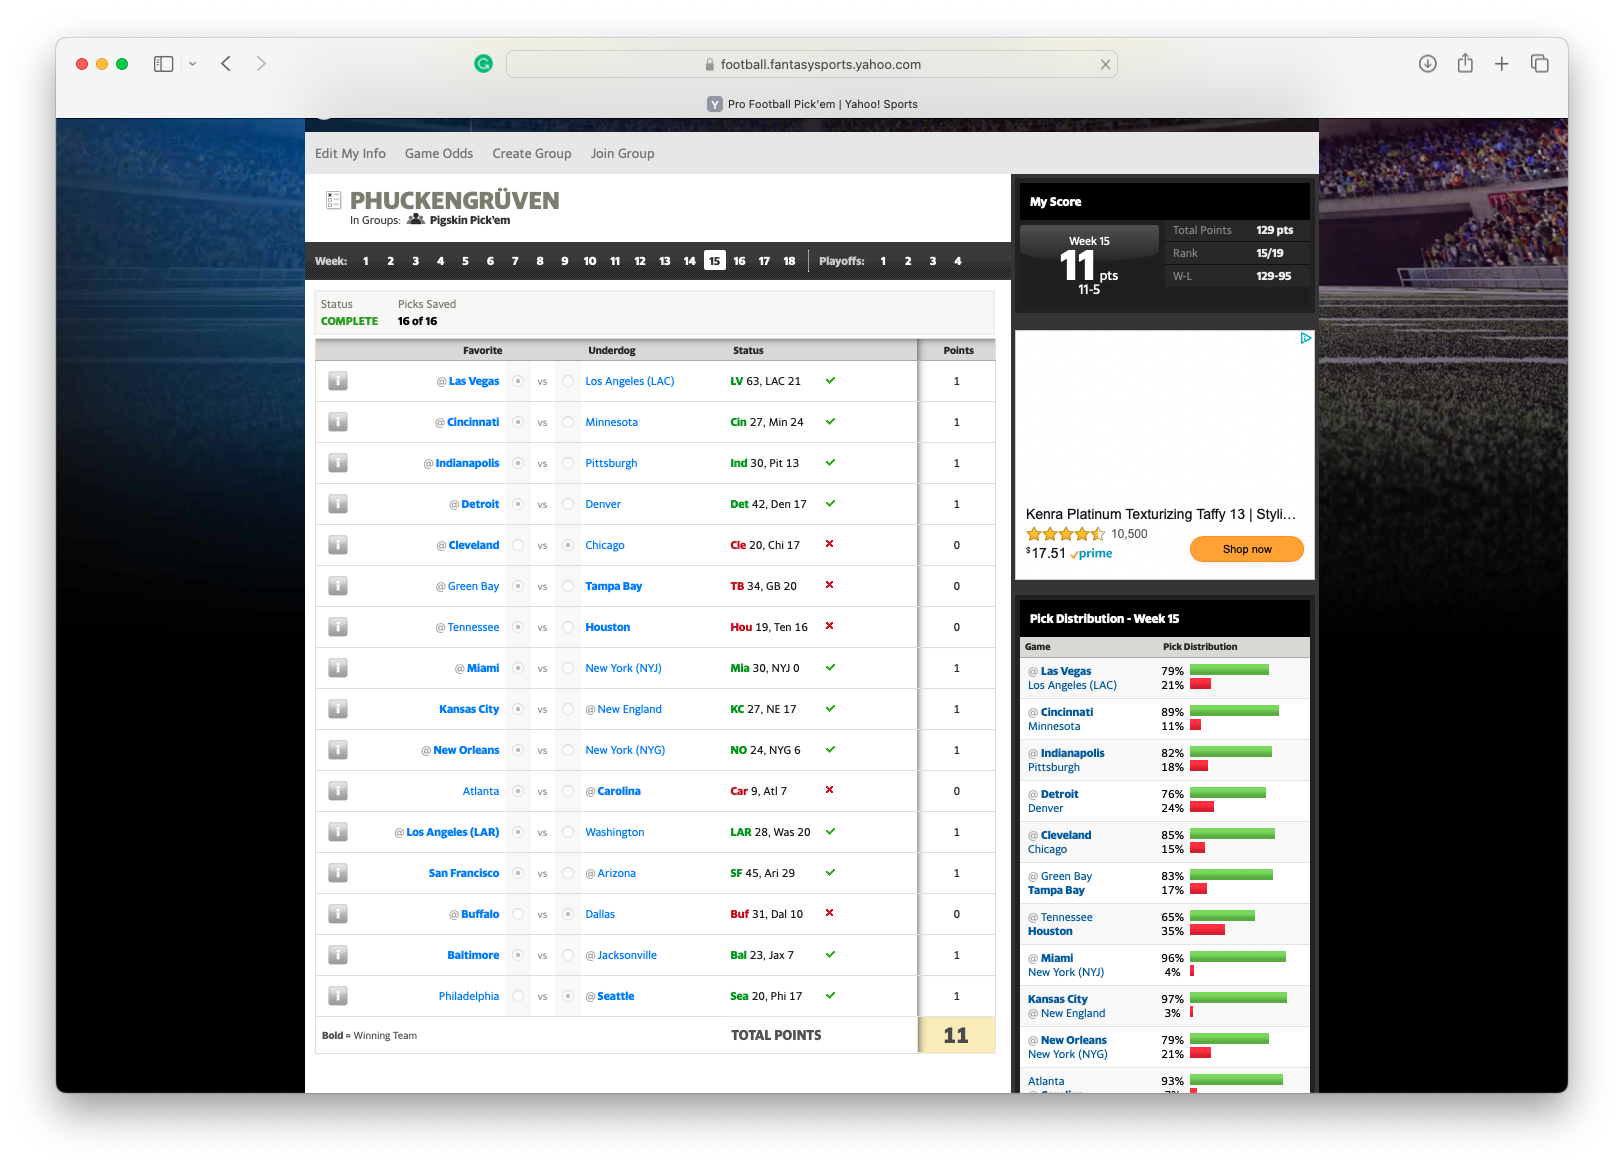 football.fantasysports.yahoo.com
Y Pro Football Pick'em | Yahoo! Sports
Edit My Info Game Odds Create Group Join Group
PHUCKENGRÜVEN
In Groups: Pigskin Pick'em
Week: 1 2 3 4 5 6 7 8 9 10 11 12 13 14 15 16 17 18 Playoffs: 1 2 3 4
Status Picks Saved
COMPLETE 16 of 16
Favorite Underdog Status Points
@ Las Vegas vs Los Angeles (LAC) LV 63, LAC 21 1
@ Cincinnati vs Minnesota Cin 27, Min 24 1
@ Indianapolis vs Pittsburgh Ind 30, Pit 13 1
@ Detroit vs Denver Det 42, Den 17 1
@ Cleveland vs Chicago Cle 20, Chi 17 0
@ Green Bay vs Tampa Bay TB 34, GB 20 0
@ Tennessee vs Houston Hou 19, Ten 16 0
@ Miami vs New York (NYJ) Mia 30, NYJ 0 1
Kansas City vs @ New England KC 27, NE 17 1
@ New Orleans vs New York (NYG) NO 24, NYG 6 1
Atlanta vs @ Carolina Car 9, Atl 7 0
@ Los Angeles (LAR) vs Washington LAR 28, Was 20 1
San Francisco vs @ Arizona SF 45, Ari 29 1
@ Buffalo vs Dallas Buf 31, Dal 10 0
Baltimore vs @ Jacksonville Bal 23, Jax 7 1
Philadelphia vs @ Seattle Sea 20, Phi 17 1
Bold = Winning Team TOTAL POINTS 11
My Score
Week 15
11 pts
11-5
Total Points 129 pts
Rank 15/19
W-L 129-95
Kenra Platinum Texturizing Taffy 13 | Styli...
10,500
$17.51 prime
Shop now
Pick Distribution - Week 15
Game Pick Distribution
@ Las Vegas 79%
Los Angeles (LAC) 21%
@ Cincinnati 89%
Minnesota 11%
@ Indianapolis 82%
Pittsburgh 18%
@ Detroit 76%
Denver 24%
@ Cleveland 85%
Chicago 15%
@ Green Bay 83%
Tampa Bay 17%
@ Tennessee 65%
Houston 35%
@ Miami 96%
New York (NYJ) 4%
Kansas City 97%
@ New England 3%
@ New Orleans 79%
New York (NYG) 21%
Atlanta 93%